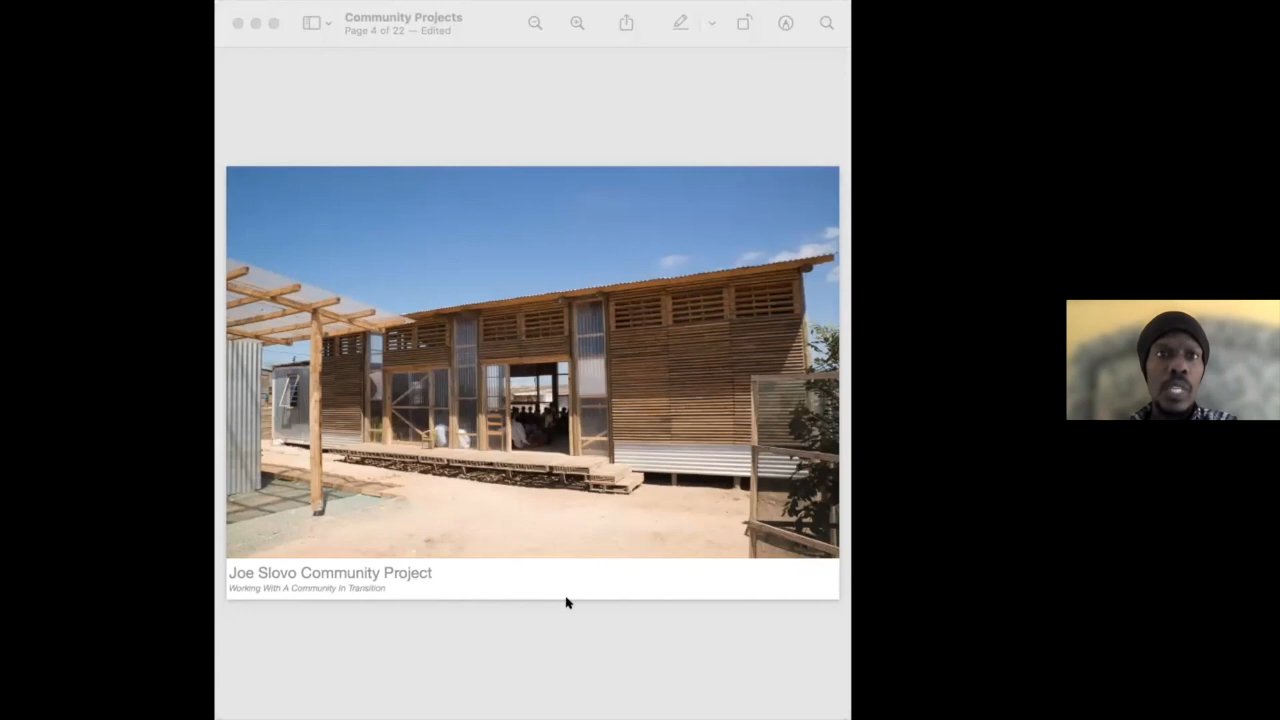 Community Projects
Page 4 of 22 — Edited
Joe Slovo Community Project
Working With A Community In Transition